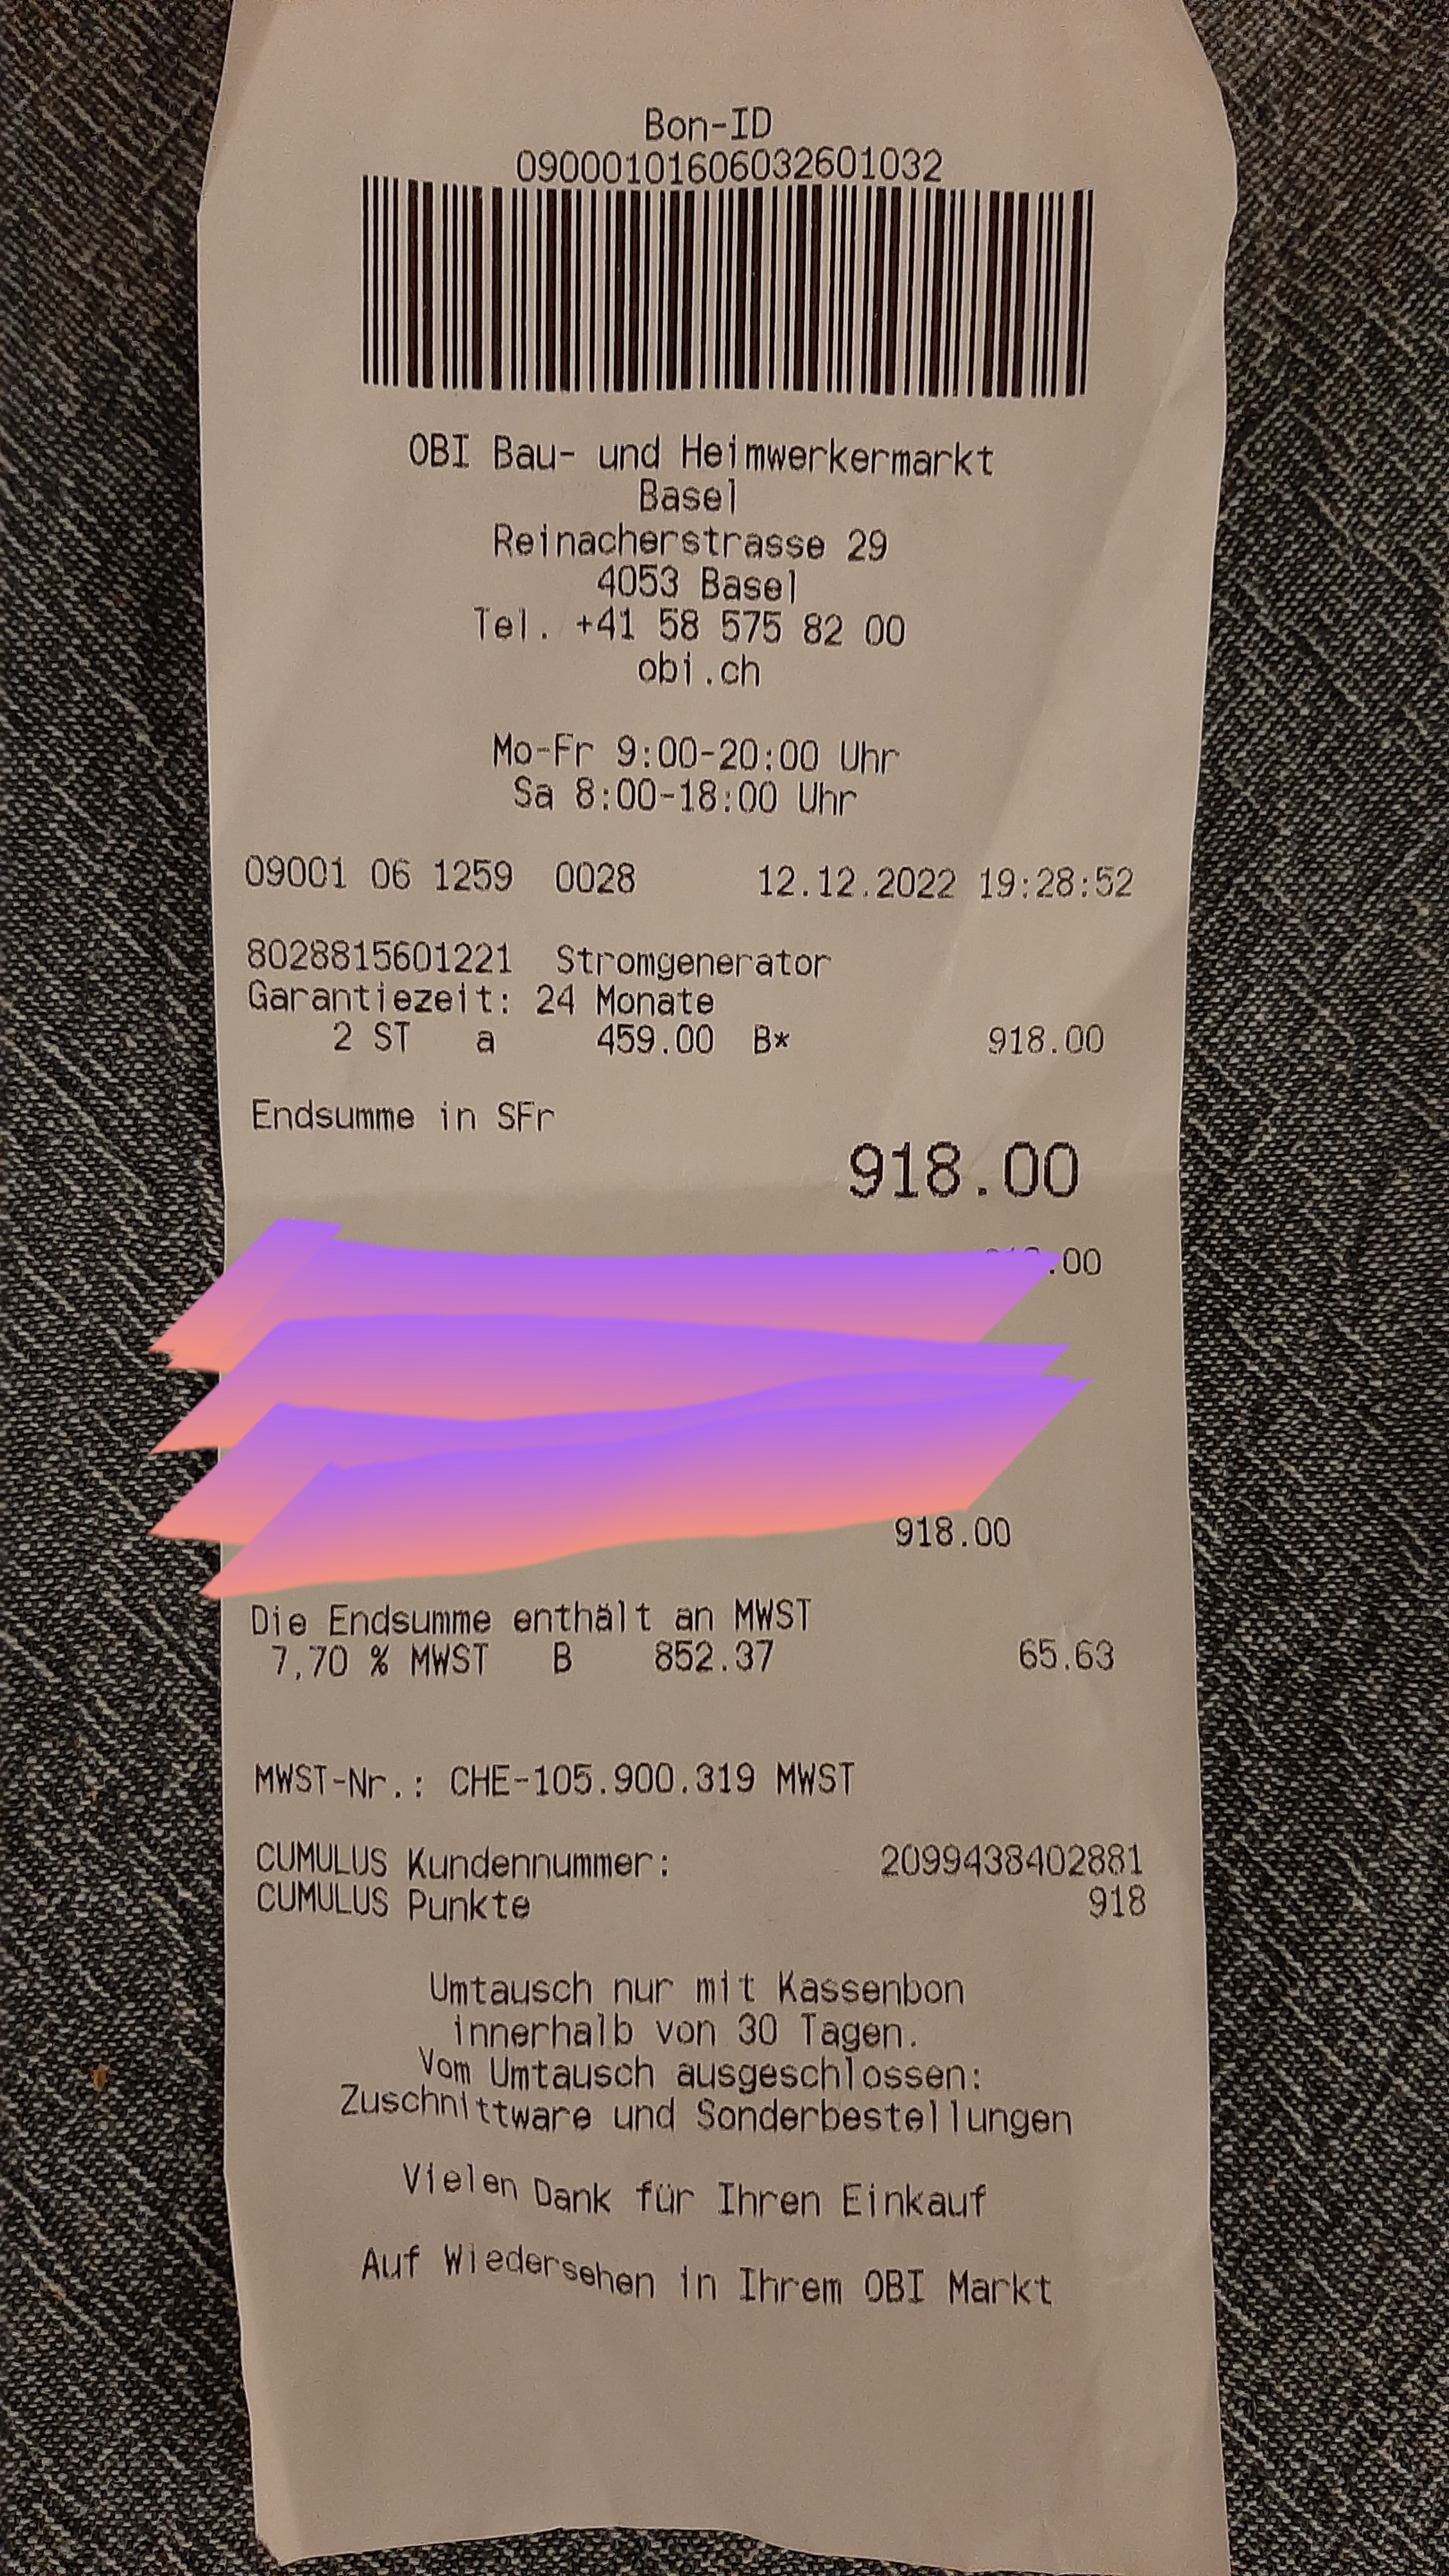 Bon-ID
09000101606032601032
OBI Bau- und Heimwerkermarkt
Basel
Reinacherstrasse 29
4053 Basel
Tel. +41 58 575 82 00
obi.ch
Mo-Fr 9:00-20:00 Uhr
Sa 8:00-18:00 Uhr
09001 06 1259 0028 12.12.2022 19:28:52
8028815601221 Stromgenerator
Garantiezeit: 24 Monate
2 ST a 459.00 B* 918.00
Endsumme in SFr
918.00
.00
918.00
Die Endsumme enthält an MWST
7,70 % MWST B 852.37 65.63
MWST-Nr.: CHE-105.900.319 MWST
CUMULUS Kundennummer: 2099438402881
CUMULUS Punkte 918
Umtausch nur mit Kassenbon
innerhalb von 30 Tagen.
Vom Umtausch ausgeschlossen:
Zuschnittware und Sonderbestellungen
Vielen Dank für Ihren Einkauf
Auf Wiedersehen in Ihrem OBI Markt